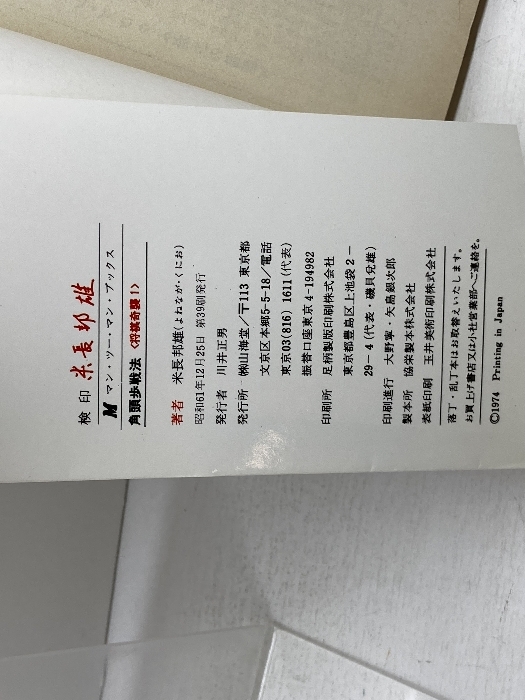 検印 米長邦雄
M マン・ツー・マン・ブックス
角頭歩戦法〈将棋奇襲1〉
著者 米長邦雄(よねなが・くにお)
昭和61年12月25日 第39刷発行
発行者 川井正男
発行所 ㈱山海堂/〒113 東京都
文京区本郷5-5-18/電話
東京03(816)1611(代表)
振替口座東京 4-194982
印刷所 足柄製版印刷株式会社
東京都豊島区上池袋2-
29-4(代表・磯貝兌雄)
印刷進行 大野寧・矢島銀次郎
製本所 協栄製本株式会社
表紙印刷 玉井美術印刷株式会社
落丁・乱丁本はお取替えいたします。
お買上げ書店又は小社営業部へご連絡を。
©1974 Printing in Japan